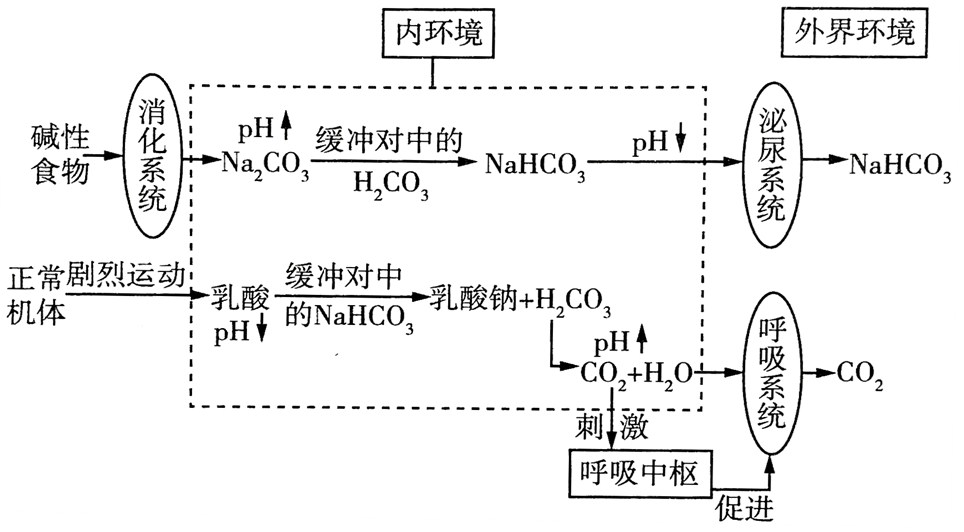 内环境
外界环境
碱性
食物
消化系统
pH↑
Na₂CO₃
缓冲对中的
H₂CO₃
NaHCO₃
pH↓
泌尿系统
NaHCO₃
正常
机体
剧烈运动
乳酸
pH↓
缓冲对中
的NaHCO₃
乳酸钠+H₂CO₃
pH↑
CO₂+H₂O
呼吸系统
CO₂
刺激
呼吸中枢
促进